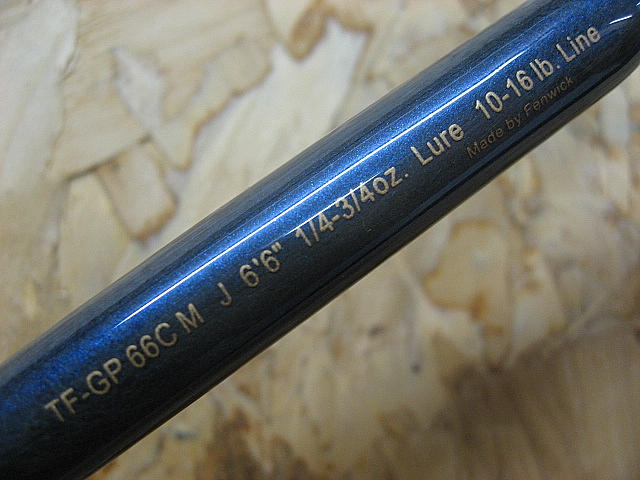 TF-GP 66C M J 6'6" 1/4-3/4oz. Lure 10-16 lb. Line
Made by Fenwick